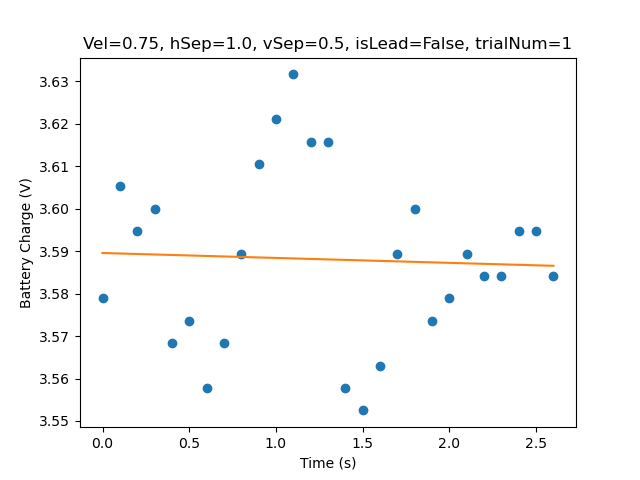 Vel=0.75, hSep=1.0, vSep=0.5, isLead=False, trialNum=1
Battery Charge (V)
3.63
3.62
3.61
3.60
3.59
3.58
3.57
3.56
3.55
0.0 0.5 1.0 1.5 2.0 2.5
Time (s)